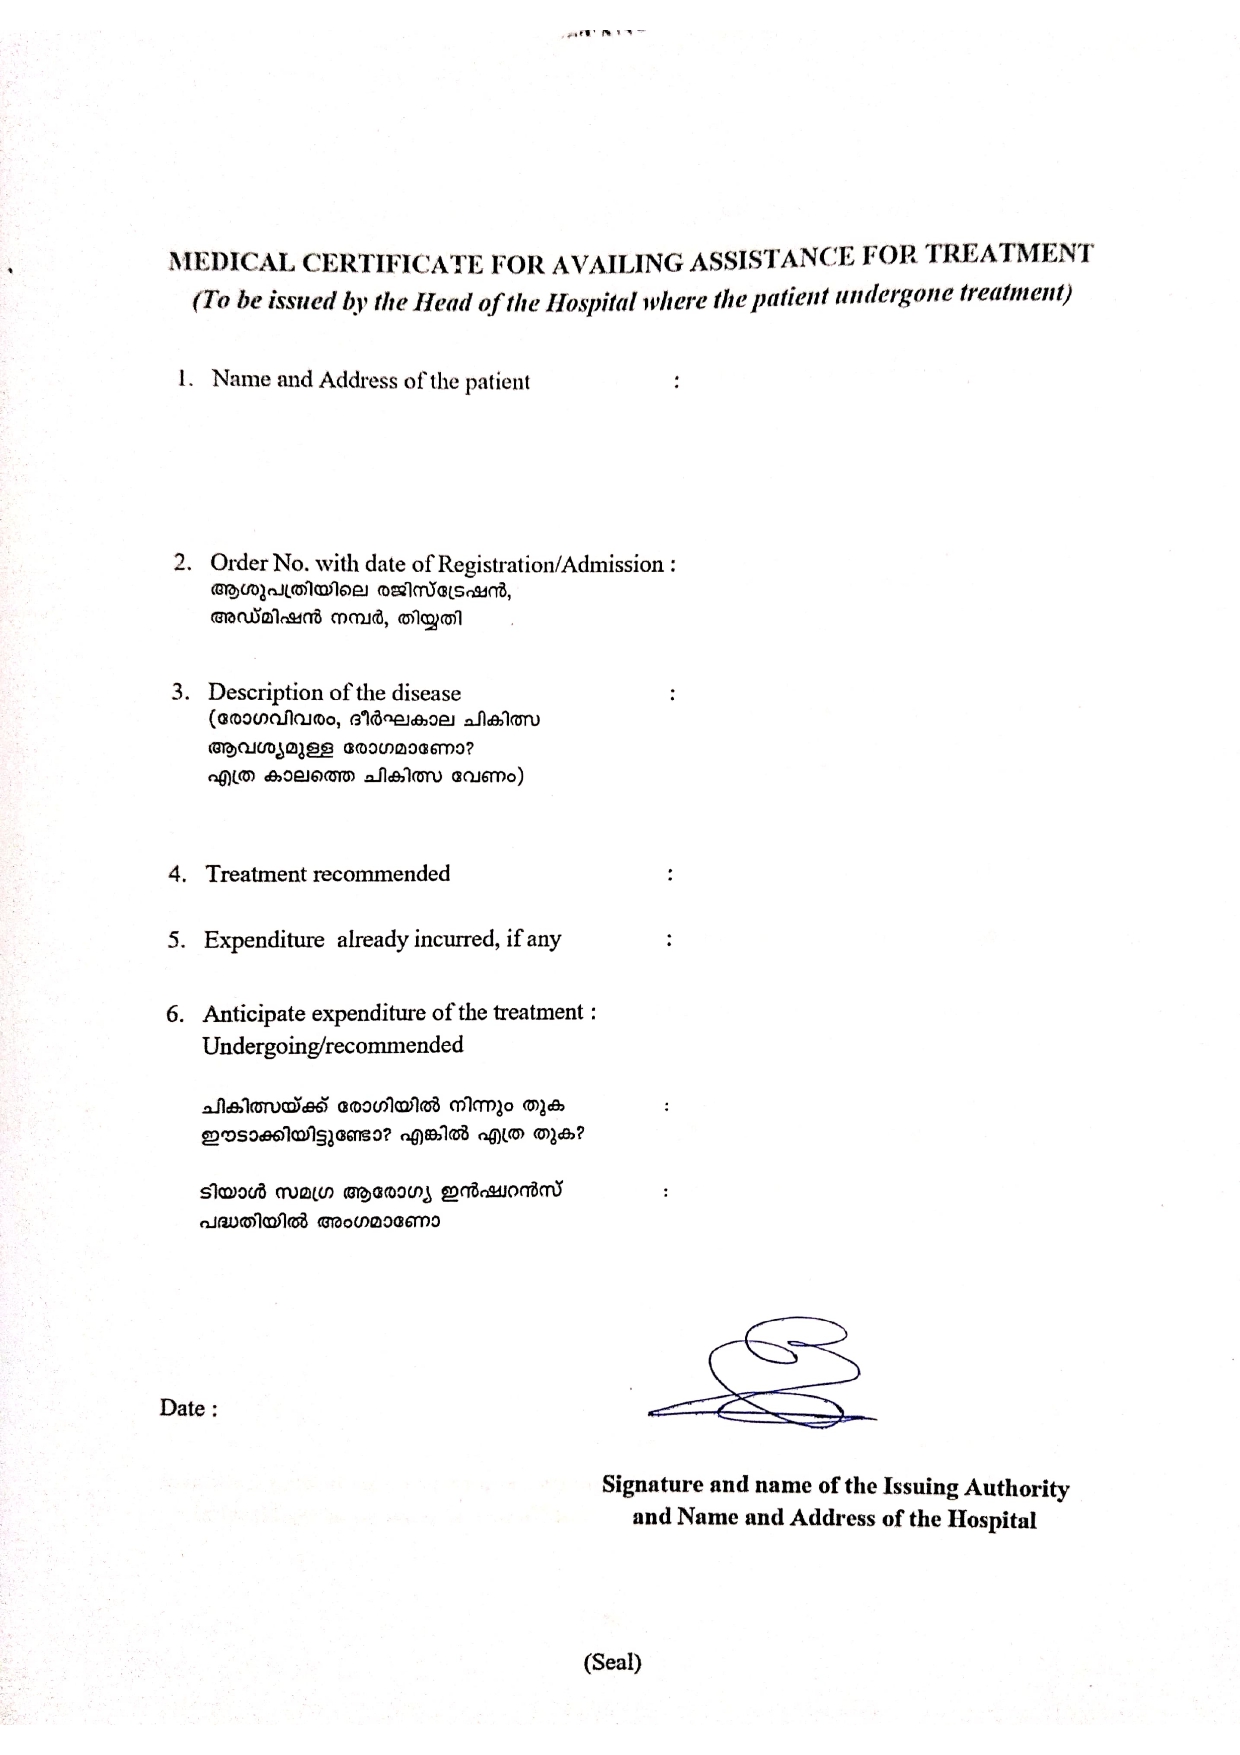 MEDICAL CERTIFICATE FOR AVAILING ASSISTANCE FOR TREATMENT
(To be issued by the Head of the Hospital where the patient undergone treatment)
1. Name and Address of the patient :
2. Order No. with date of Registration/Admission :
ആശുപത്രിയിലെ രജിസ്ട്രേഷൻ,
അഡ്മിഷൻ നമ്പർ, തിയ്യതി
3. Description of the disease :
(രോഗവിവരം, ദീർഘകാല ചികിത്സ
ആവശ്യമുള്ള രോഗമാണോ?
എത്ര കാലത്തെ ചികിത്സ വേണം)
4. Treatment recommended :
5. Expenditure already incurred, if any :
6. Anticipate expenditure of the treatment :
Undergoing/recommended
ചികിത്സയ്ക്ക് രോഗിയിൽ നിന്നും തുക :
ഈടാക്കിയിട്ടുണ്ടോ? എങ്കിൽ എത്ര തുക?
ടിയാൾ സമഗ്ര ആരോഗ്യ ഇൻഷുറൻസ് :
പദ്ധതിയിൽ അംഗമാണോ
Date :
Signature and name of the Issuing Authority
and Name and Address of the Hospital
(Seal)